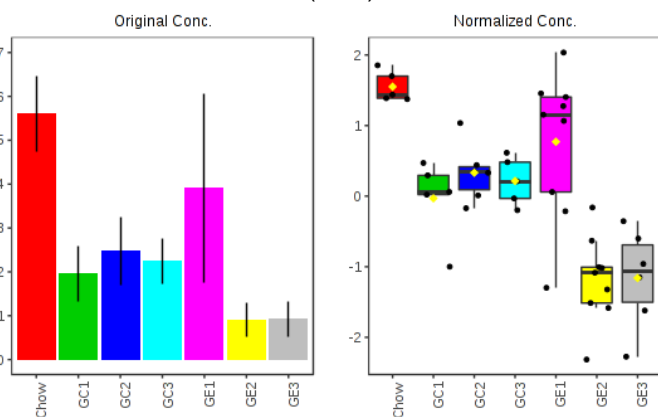 Original Conc.
Normalized Conc.
7
6
5
4
3
2
1
0
2
1
0
-1
-2
Chow
GC1
GC2
GC3
GE1
GE2
GE3
Chow
GC1
GC2
GC3
GE1
GE2
GE3